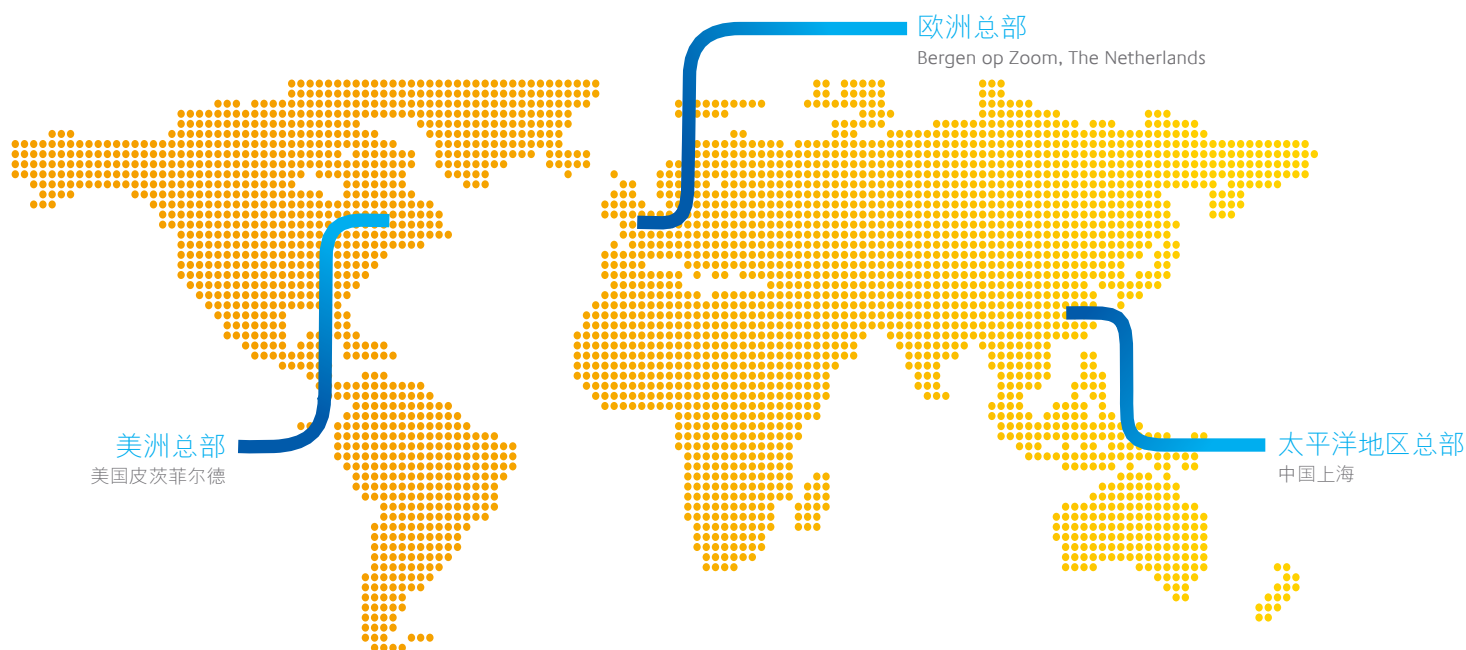 欧洲总部
Bergen op Zoom, The Netherlands
美洲总部
美国皮茨菲尔德
太平洋地区总部
中国上海